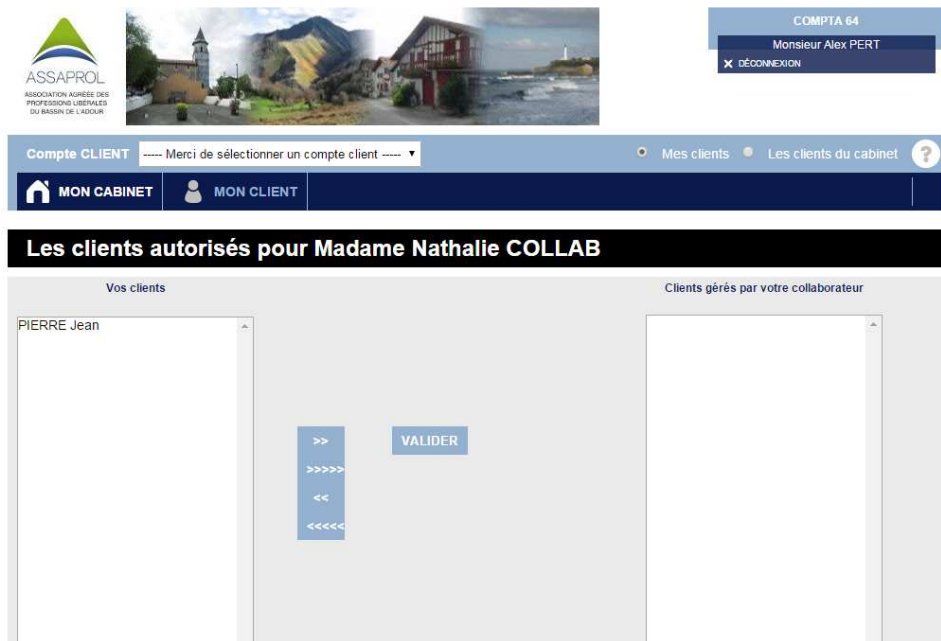 COMPTA 64
Monsieur Alex PERT
X DÉCONNEXION
ASSAPROL
ASSOCIATION AGRÉÉE DES
PROFESSIONS LIBÉRALES
DU BASSIN DE L'ADOUR
Compte CLIENT ----- Merci de sélectionner un compte client ----- Mes clients Les clients du cabinet ?
MON CABINET MON CLIENT
Les clients autorisés pour Madame Nathalie COLLAB
Vos clients Clients gérés par votre collaborateur
PIERRE Jean
>> VALIDER
>>>>>
<<
<<<<<